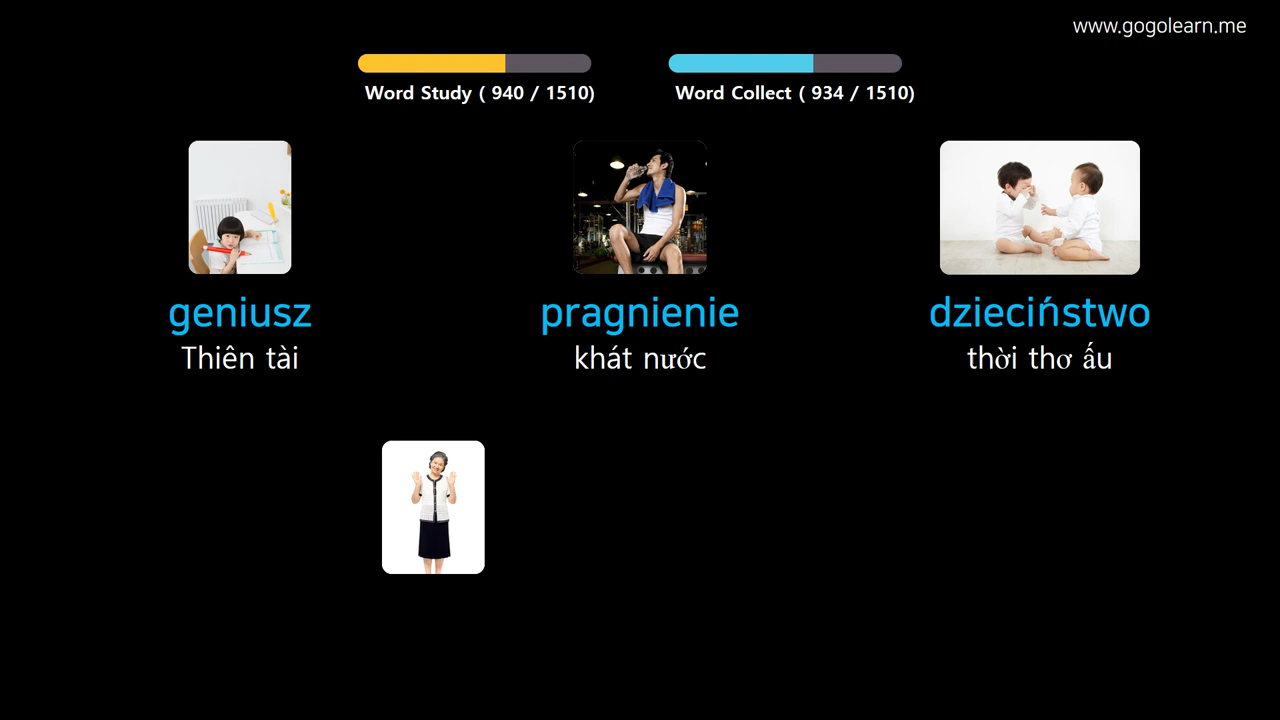 www.gogolearn.me
Word Study ( 940 / 1510)
Word Collect ( 934 / 1510)
geniusz
pragnienie
dzieciństwo
Thiên tài
khát nước
thời thơ ấu